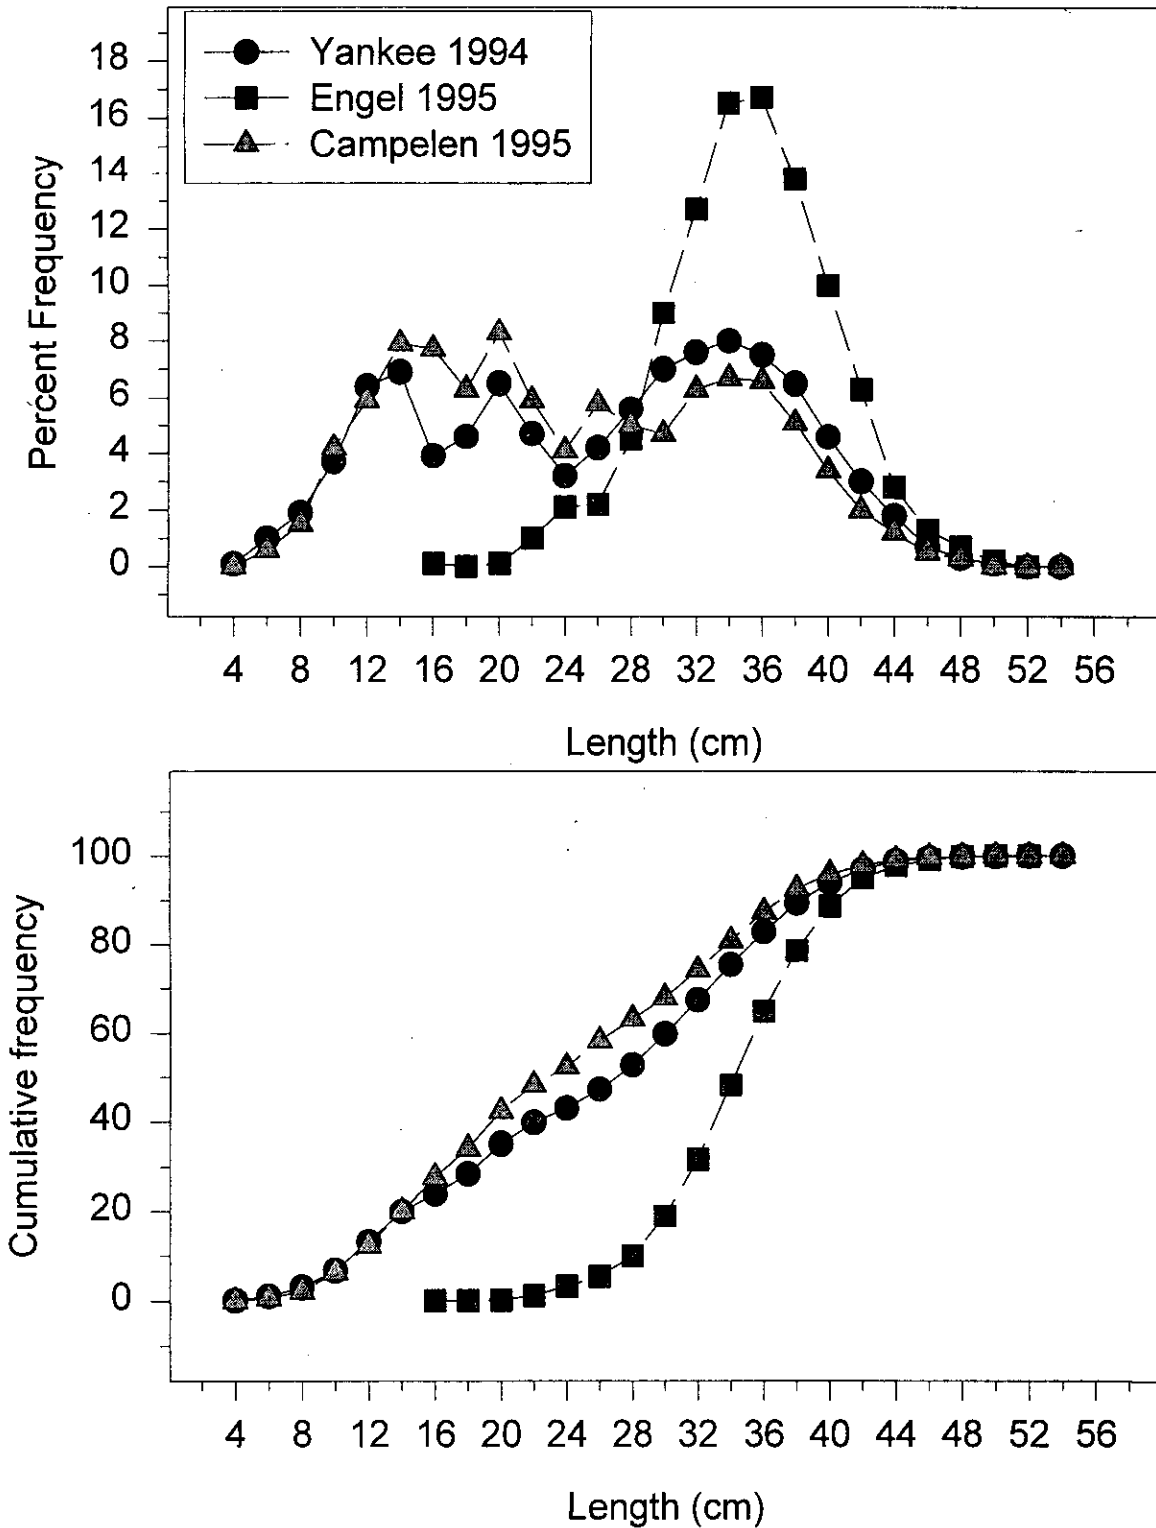 Yankee 1994
Engel 1995
Campelen 1995
Percent Frequency
18
16
14
12
10
8
6
4
2
0
4 8 12 16 20 24 28 32 36 40 44 48 52 56
Length (cm)
Cumulative frequency
100
80
60
40
20
0
4 8 12 16 20 24 28 32 36 40 44 48 52 56
Length (cm)